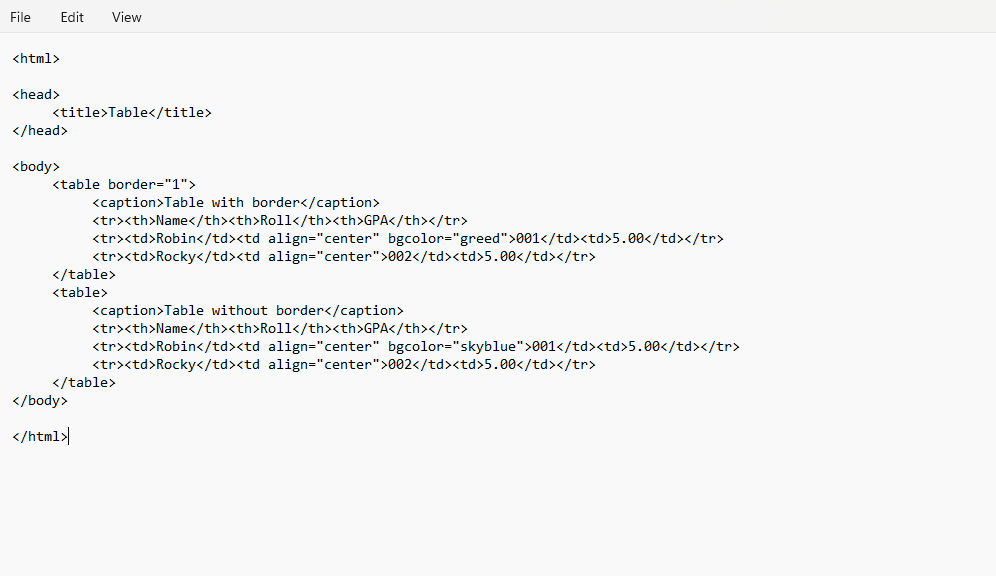 File Edit View
<html>
<head>
<title>Table</title>
</head>
<body>
<table border="1">
<caption>Table with border</caption>
<tr><th>Name</th><th>Roll</th><th>GPA</th></tr>
<tr><td>Robin</td><td align="center" bgcolor="greed">001</td><td>5.00</td></tr>
<tr><td>Rocky</td><td align="center">002</td><td>5.00</td></tr>
</table>
<table>
<caption>Table without border</caption>
<tr><th>Name</th><th>Roll</th><th>GPA</th></tr>
<tr><td>Robin</td><td align="center" bgcolor="skyblue">001</td><td>5.00</td></tr>
<tr><td>Rocky</td><td align="center">002</td><td>5.00</td></tr>
</table>
</body>
</html>